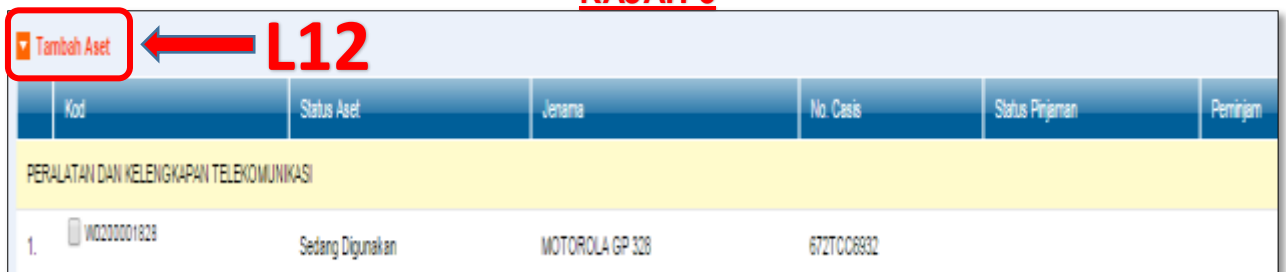 Tambah Aset
L12
Kod Status Aset Jenama No. Casis Status Pinjaman Peminjam
PERALATAN DAN KELENGKAPAN TELEKOMUNIKASI
1. W0200001828 Sedang Digunakan MOTOROLA GP 328 672TCC6932